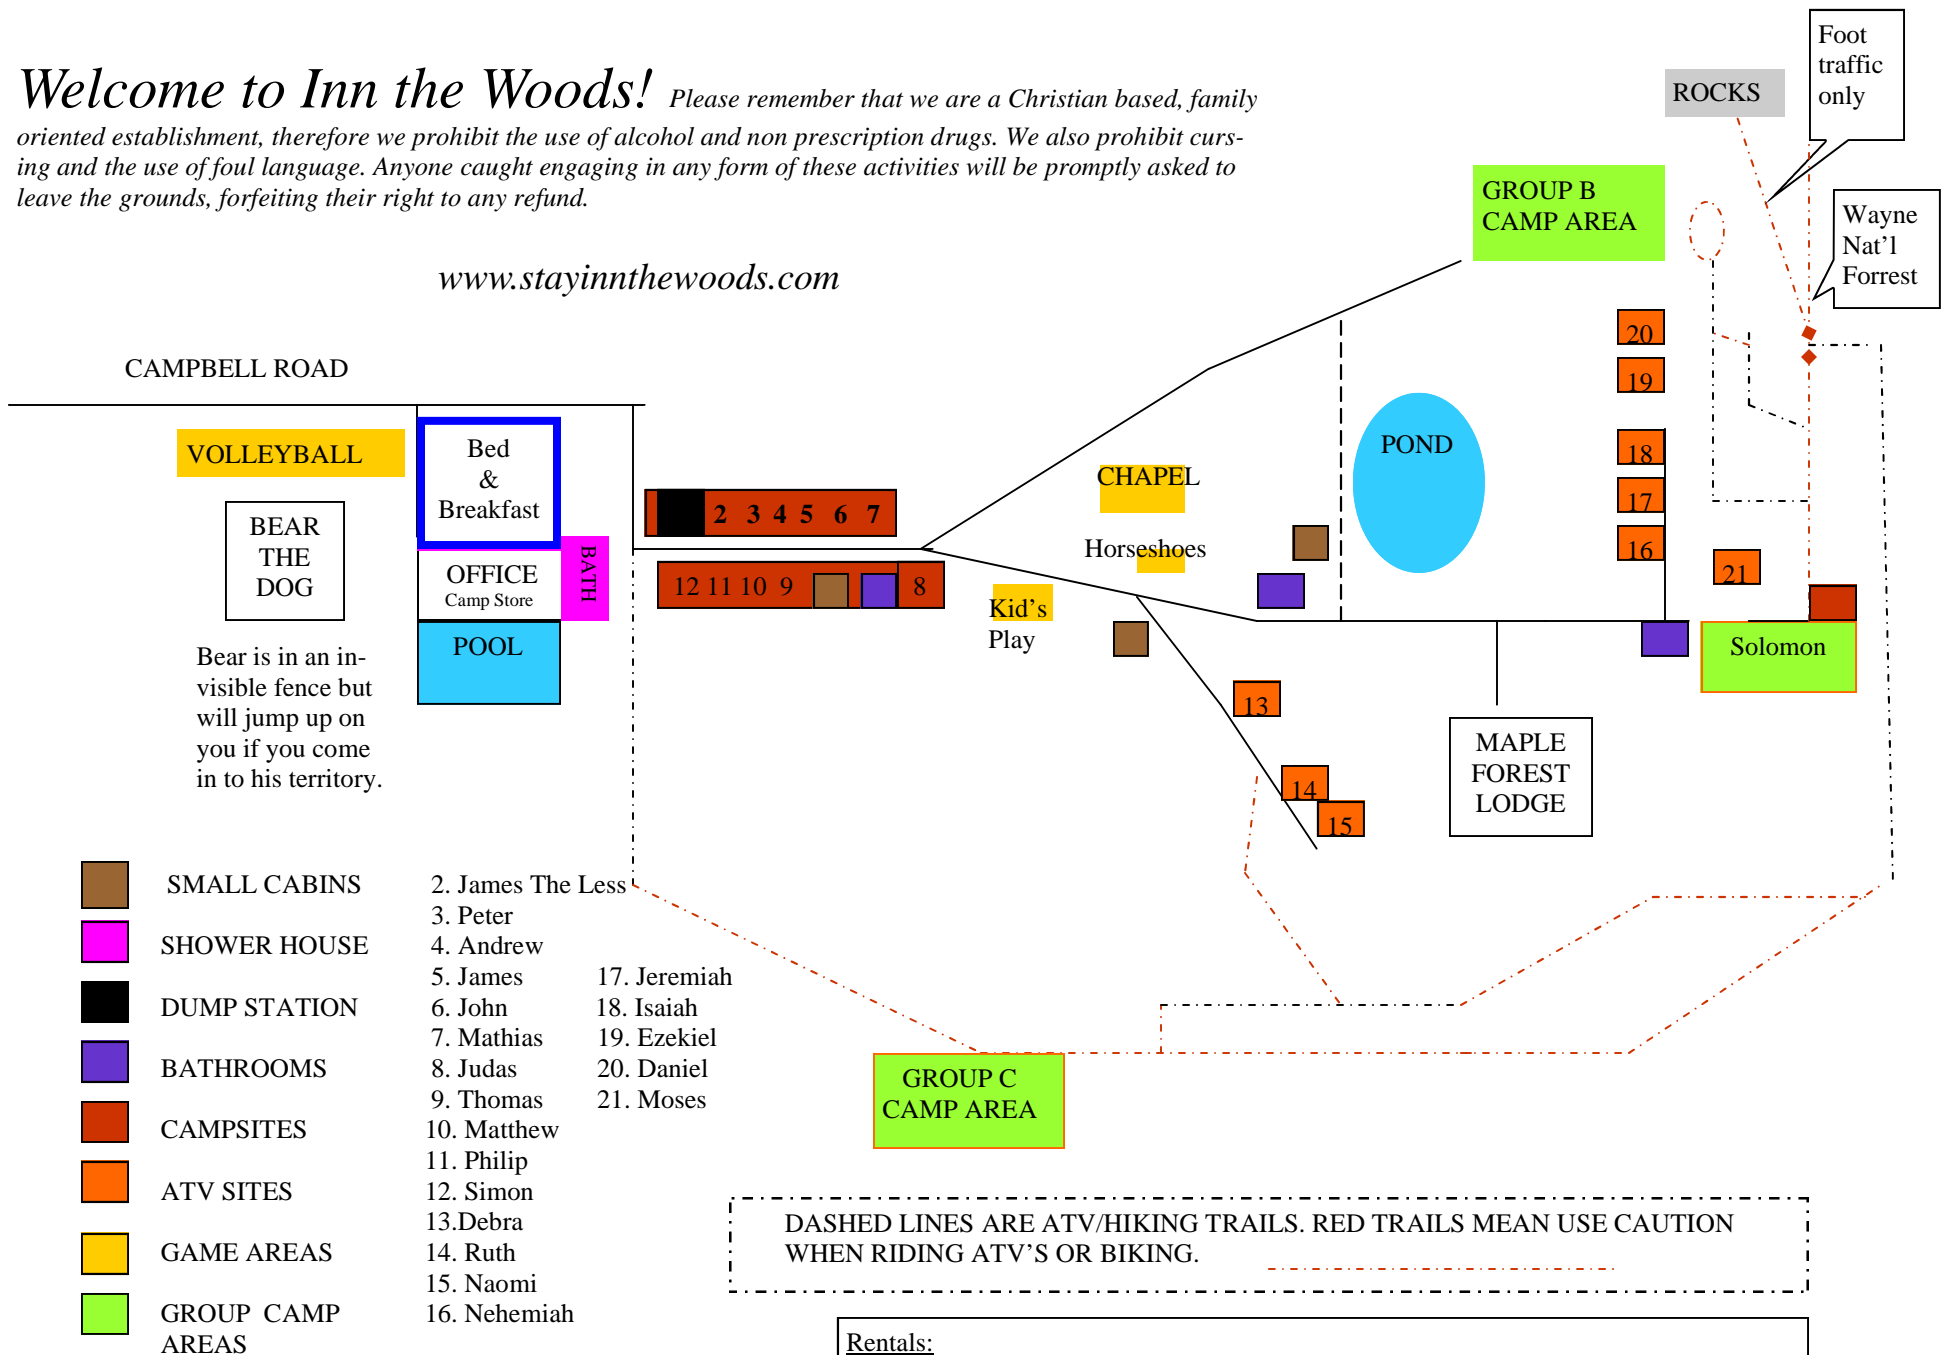 Welcome to Inn the Woods! Please remember that we are a Christian based, family
oriented establishment, therefore we prohibit the use of alcohol and non prescription drugs. We also prohibit curs-
ing and the use of foul language. Anyone caught engaging in any form of these activities will be promptly asked to
leave the grounds, forfeiting their right to any refund.
www.stayinnthewoods.com
Foot
traffic
only
ROCKS
GROUP B
CAMP AREA
Wayne
Nat'l
Forrest
CAMPBELL ROAD
VOLLEYBALL
Bed
&
Breakfast
BEAR
THE
DOG
OFFICE
Camp Store
BATH
POOL
Bear is in an in-
visible fence but
will jump up on
you if you come
in to his territory.
2 3 4 5 6 7
12 11 10 9 8
CHAPEL
Horseshoes
Kid's
Play
POND
20
19
18
17
16
21
Solomon
13
14
15
MAPLE
FOREST
LODGE
SMALL CABINS
SHOWER HOUSE
DUMP STATION
BATHROOMS
CAMPSITES
ATV SITES
GAME AREAS
GROUP CAMP
AREAS
2. James The Less
3. Peter
4. Andrew
5. James
6. John
7. Mathias
8. Judas
9. Thomas
10. Matthew
11. Philip
12. Simon
13.Debra
14. Ruth
15. Naomi
16. Nehemiah
17. Jeremiah
18. Isaiah
19. Ezekiel
20. Daniel
21. Moses
GROUP C
CAMP AREA
DASHED LINES ARE ATV/HIKING TRAILS. RED TRAILS MEAN USE CAUTION
WHEN RIDING ATV'S OR BIKING.
Rentals: